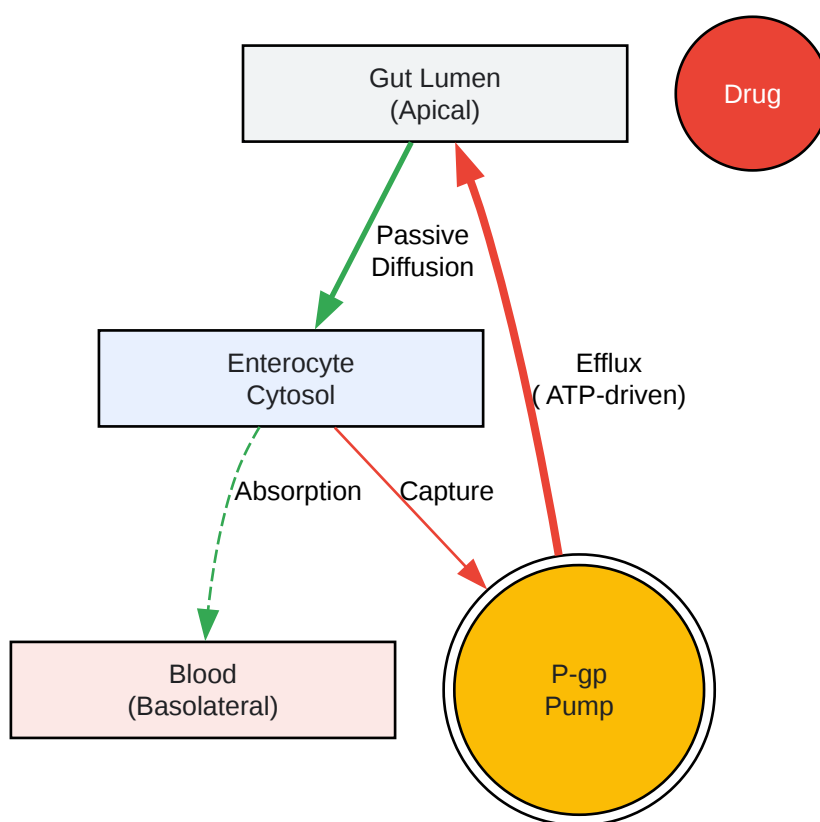 Gut Lumen
(Apical)
Drug
Passive
Diffusion
Enterocyte
Cytosol
Efflux
( ATP-driven)
Absorption
Capture
Blood
(Basolateral)
P-gp
Pump